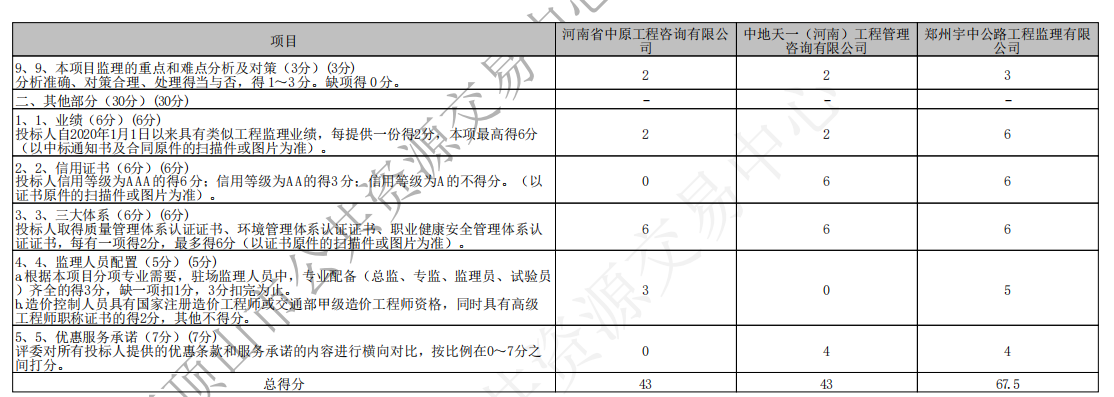 项目
河南省中原工程咨询有限公
司
中地天一（河南）工程管理
咨询有限公司
郑州宇中公路工程监理有限
公司
9、9、本项目监理的重点和难点分析及对策（3分）(3分)
分析准确、对策合理、处理得当与否，得1～3分。缺项得0分。
2
2
3
二、其他部分（30分）(30分)
－
－
－
1、1、业绩（6分）(6分)
投标人自2020年1月1日以来具有类似工程监理业绩，每提供一份得2分，本项最高得6分
（以中标通知书及合同原件的扫描件或图片为准）。
2
2
6
2、2、信用证书（6分）(6分)
投标人信用等级为AAA的得6分；信用等级为AA的得3分；信用等级为A的不得分。（以
证书原件的扫描件或图片为准）。
0
6
6
3、3、三大体系（6分）(6分)
投标人取得质量管理体系认证证书、环境管理体系认证证书、职业健康安全管理体系认
证证书，每有一项得2分，最多得6分（以证书原件的扫描件或图片为准）。
6
6
6
4、4、监理人员配置（5分）(5分)
a根据本项目分项专业需要，驻场监理人员中，专业配备（总监、专监、监理员、试验员
）齐全的得3分，缺一项扣1分，3分扣完为止。
b.造价控制人员具有国家注册造价工程师或交通部甲级造价工程师资格，同时具有高级
工程师职称证书的得2分，其他不得分。
3
0
5
5、5、优惠服务承诺（7分）(7分)
评委对所有投标人提供的优惠条款和服务承诺的内容进行横向对比，按比例在0～7分之
间打分。
0
4
4
总得分
43
43
67.5
顶山市公共资源交易中心
共资源交易中心